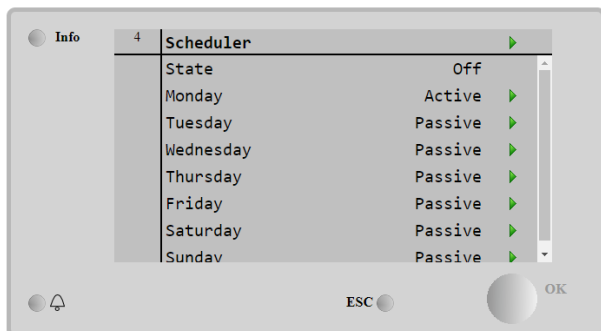 Info
4 Scheduler
State Off
Monday Active
Tuesday Passive
Wednesday Passive
Thursday Passive
Friday Passive
Saturday Passive
Sunday Passive
ESC
OK